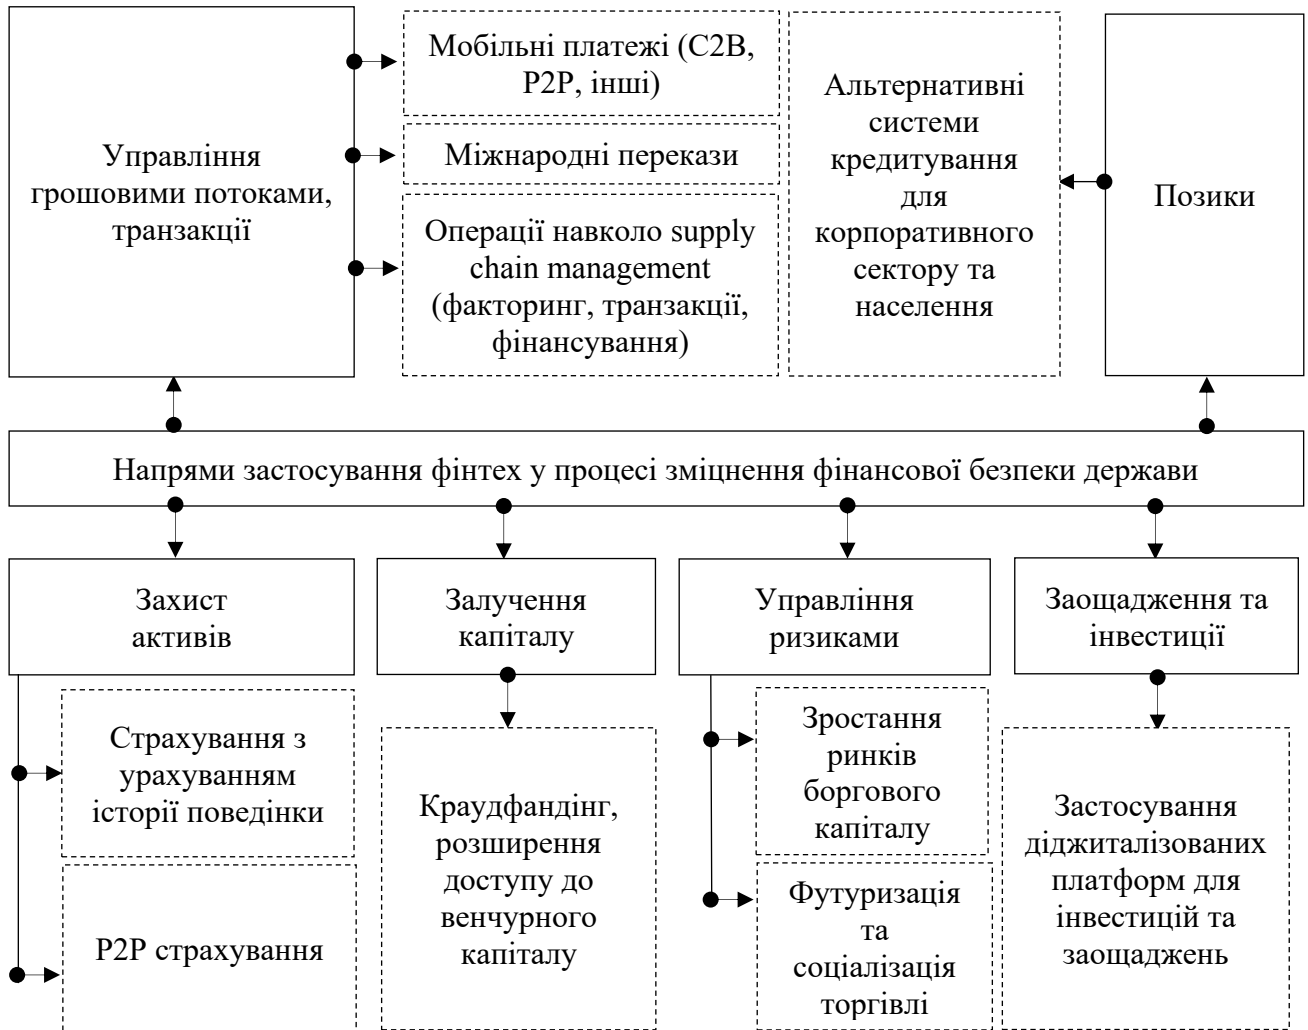 Управління
грошовими потоками,
транзакції
Мобільні платежі (C2B,
P2P, інші)
Міжнародні перекази
Операції навколо supply
chain management
(факторинг, транзакції,
фінансування)
Альтернативні
системи
кредитування
для
корпоративного
сектору та
населення
Позики
Напрями застосування фінтех у процесі зміцнення фінансової безпеки держави
Захист
активів
Страхування з
урахуванням
історії поведінки
P2P страхування
Залучення
капіталу
Краудфандінг,
розширення
доступу до
венчурного
капіталу
Управління
ризиками
Зростання
ринків
боргового
капіталу
Футуризація
та
соціалізація
торгівлі
Заощадження та
інвестиції
Застосування
діджиталізованих
платформ для
інвестицій та
заощаджень